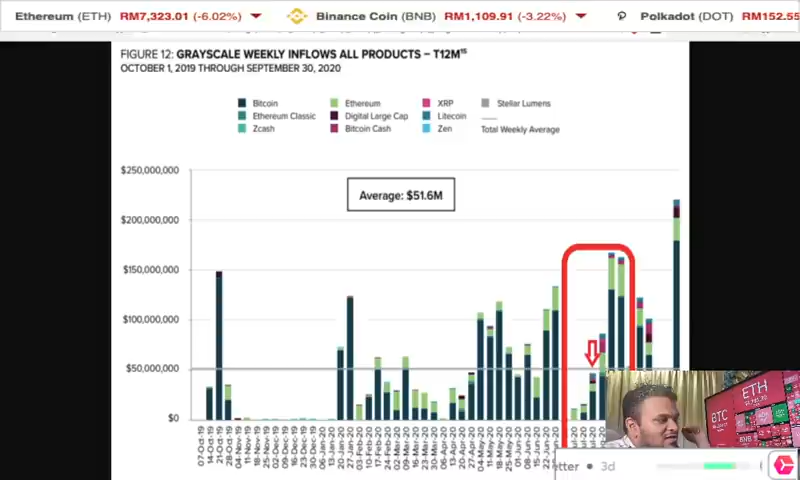 Ethereum (ETH) RM7,323.01 (-6.02%) Binance Coin (BNB) RM1,109.91 (-3.22%) Polkadot (DOT) RM152.55
FIGURE 12: GRAYSCALE WEEKLY INFLOWS ALL PRODUCTS – T12M¹⁵
OCTOBER 1, 2019 THROUGH SEPTEMBER 30, 2020
Bitcoin Ethereum XRP Stellar Lumens
Ethereum Classic Digital Large Cap Litecoin
Zcash Bitcoin Cash Zen Total Weekly Average
$250,000,000
Average: $51.6M
$200,000,000
$150,000,000
$100,000,000
$50,000,000
$0
ETH
BTC
07-Oct-19
14-Oct-19
21-Oct-19
28-Oct-19
04-Nov-19
11-Nov-19
18-Nov-19
25-Nov-19
02-Dec-19
09-Dec-19
16-Dec-19
23-Dec-19
30-Dec-19
06-Jan-20
13-Jan-20
20-Jan-20
27-Jan-20
03-Feb-20
10-Feb-20
17-Feb-20
24-Feb-20
02-Mar-20
09-Mar-20
16-Mar-20
23-Mar-20
30-Mar-20
06-Apr-20
13-Apr-20
20-Apr-20
27-Apr-20
04-May-20
11-May-20
18-May-20
25-May-20
01-Jun-20
08-Jun-20
15-Jun-20
22-Jun-20
etter • 3d